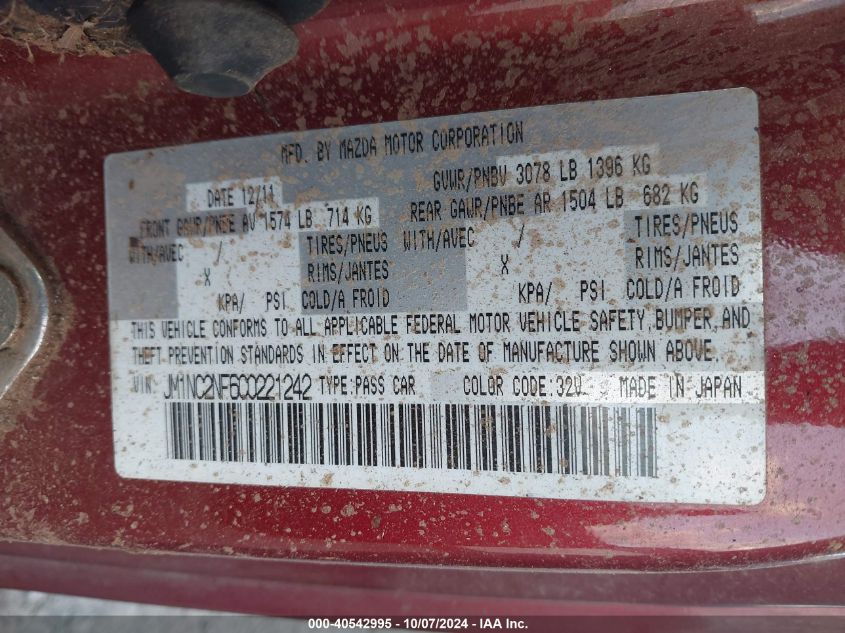 MFD. BY MAZDA MOTOR CORPORATION
DATE 12/11 GVWR/PNBV 3078 LB 1396 KG
FRONT GAWR/PNBE AV 1574 LB 714 KG REAR GAWR/PNBE AR 1504 LB 682 KG
WITH/AVEC / TIRES/PNEUS WITH/AVEC / TIRES/PNEUS
X RIMS/JANTES X RIMS/JANTES
KPA/ PSI COLD/A FROID KPA/ PSI COLD/A FROID
THIS VEHICLE CONFORMS TO ALL APPLICABLE FEDERAL MOTOR VEHICLE SAFETY, BUMPER, AND
THEFT PREVENTION STANDARDS IN EFFECT ON THE DATE OF MANUFACTURE SHOWN ABOVE.
VIN: JM1NC2NF6C0221242 TYPE:PASS CAR COLOR CODE:32V MADE IN JAPAN
000-40542995 - 10/07/2024 - IAA Inc.